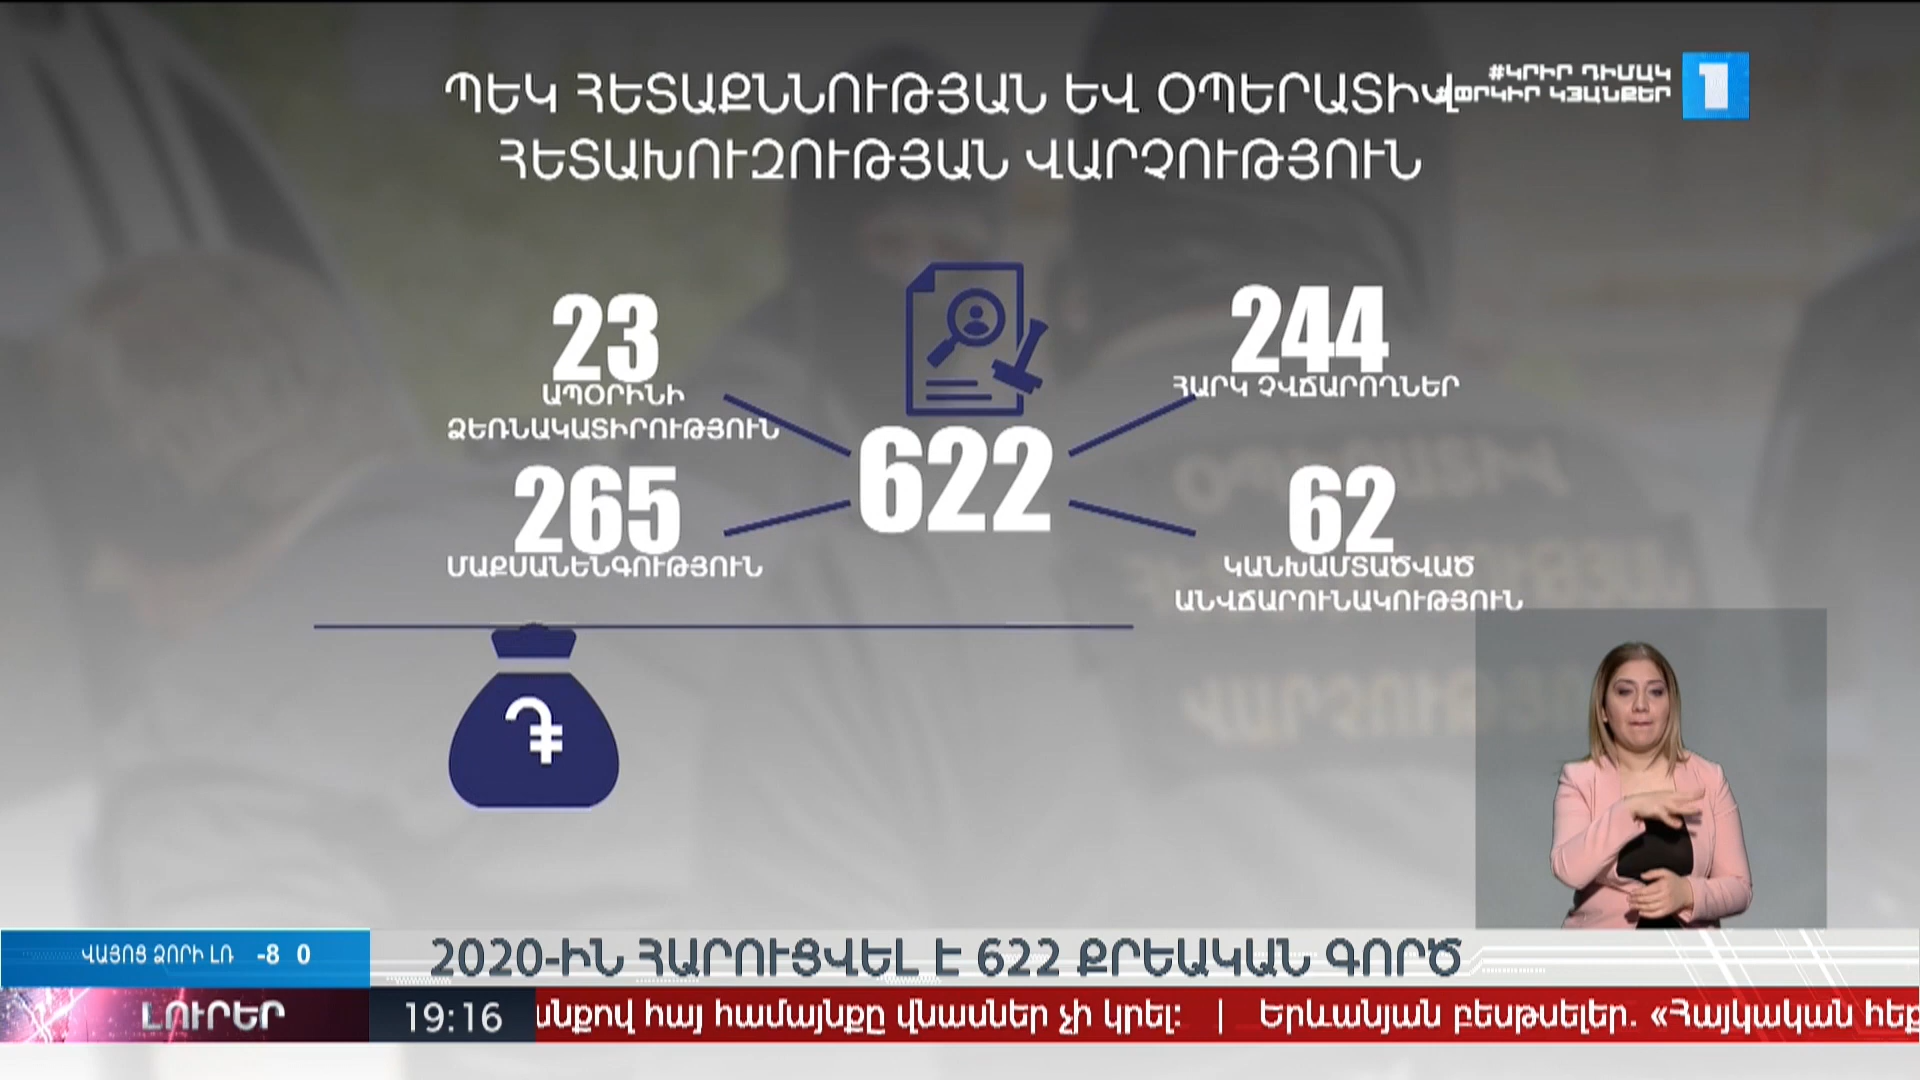 #ԿՐԻՐ ԴԻՄԱԿ
#ՓՐԿԻՐ ԿՅԱՆՔԵՐ
1
ՊԵԿ ՀԵՏԱՔՆՆՈՒԹՅԱՆ ԵՎ ՕՊԵՐԱՏԻՎ
ՀԵՏԱԽՈՒԶՈՒԹՅԱՆ ՎԱՐՉՈՒԹՅՈՒՆ
23
ԱՊՕՐԻՆԻ
ՁԵՌՆԱԿԱՏԻՐՈՒԹՅՈՒՆ
265
ՄԱՔՍԱՆԵՆԳՈՒԹՅՈՒՆ
622
244
ՀԱՐԿ ՉՎՃԱՐՈՂՆԵՐ
62
ԿԱՆԽԱՄՏԱԾՎԱԾ
ԱՆՎՃԱՐՈՒՆԱԿՈՒԹՅՈՒՆ
֏
ՕՊԵՐԱՏԻՎ
ՎԱՐՉՈՒԹՅՈ
ՎԱՅՈՑ ՁՈՐԻ ԼՌ -8 0
2020-ԻՆ ՀԱՐՈՒՑՎԵԼ Է 622 ՔՐԵԱԿԱՆ ԳՈՐԾ
ԼՈՒՐԵՐ
19:16
անքով հայ համայնքը վնասներ չի կրել: | Երևանյան բեսթսելեր. «Հայկական հեք